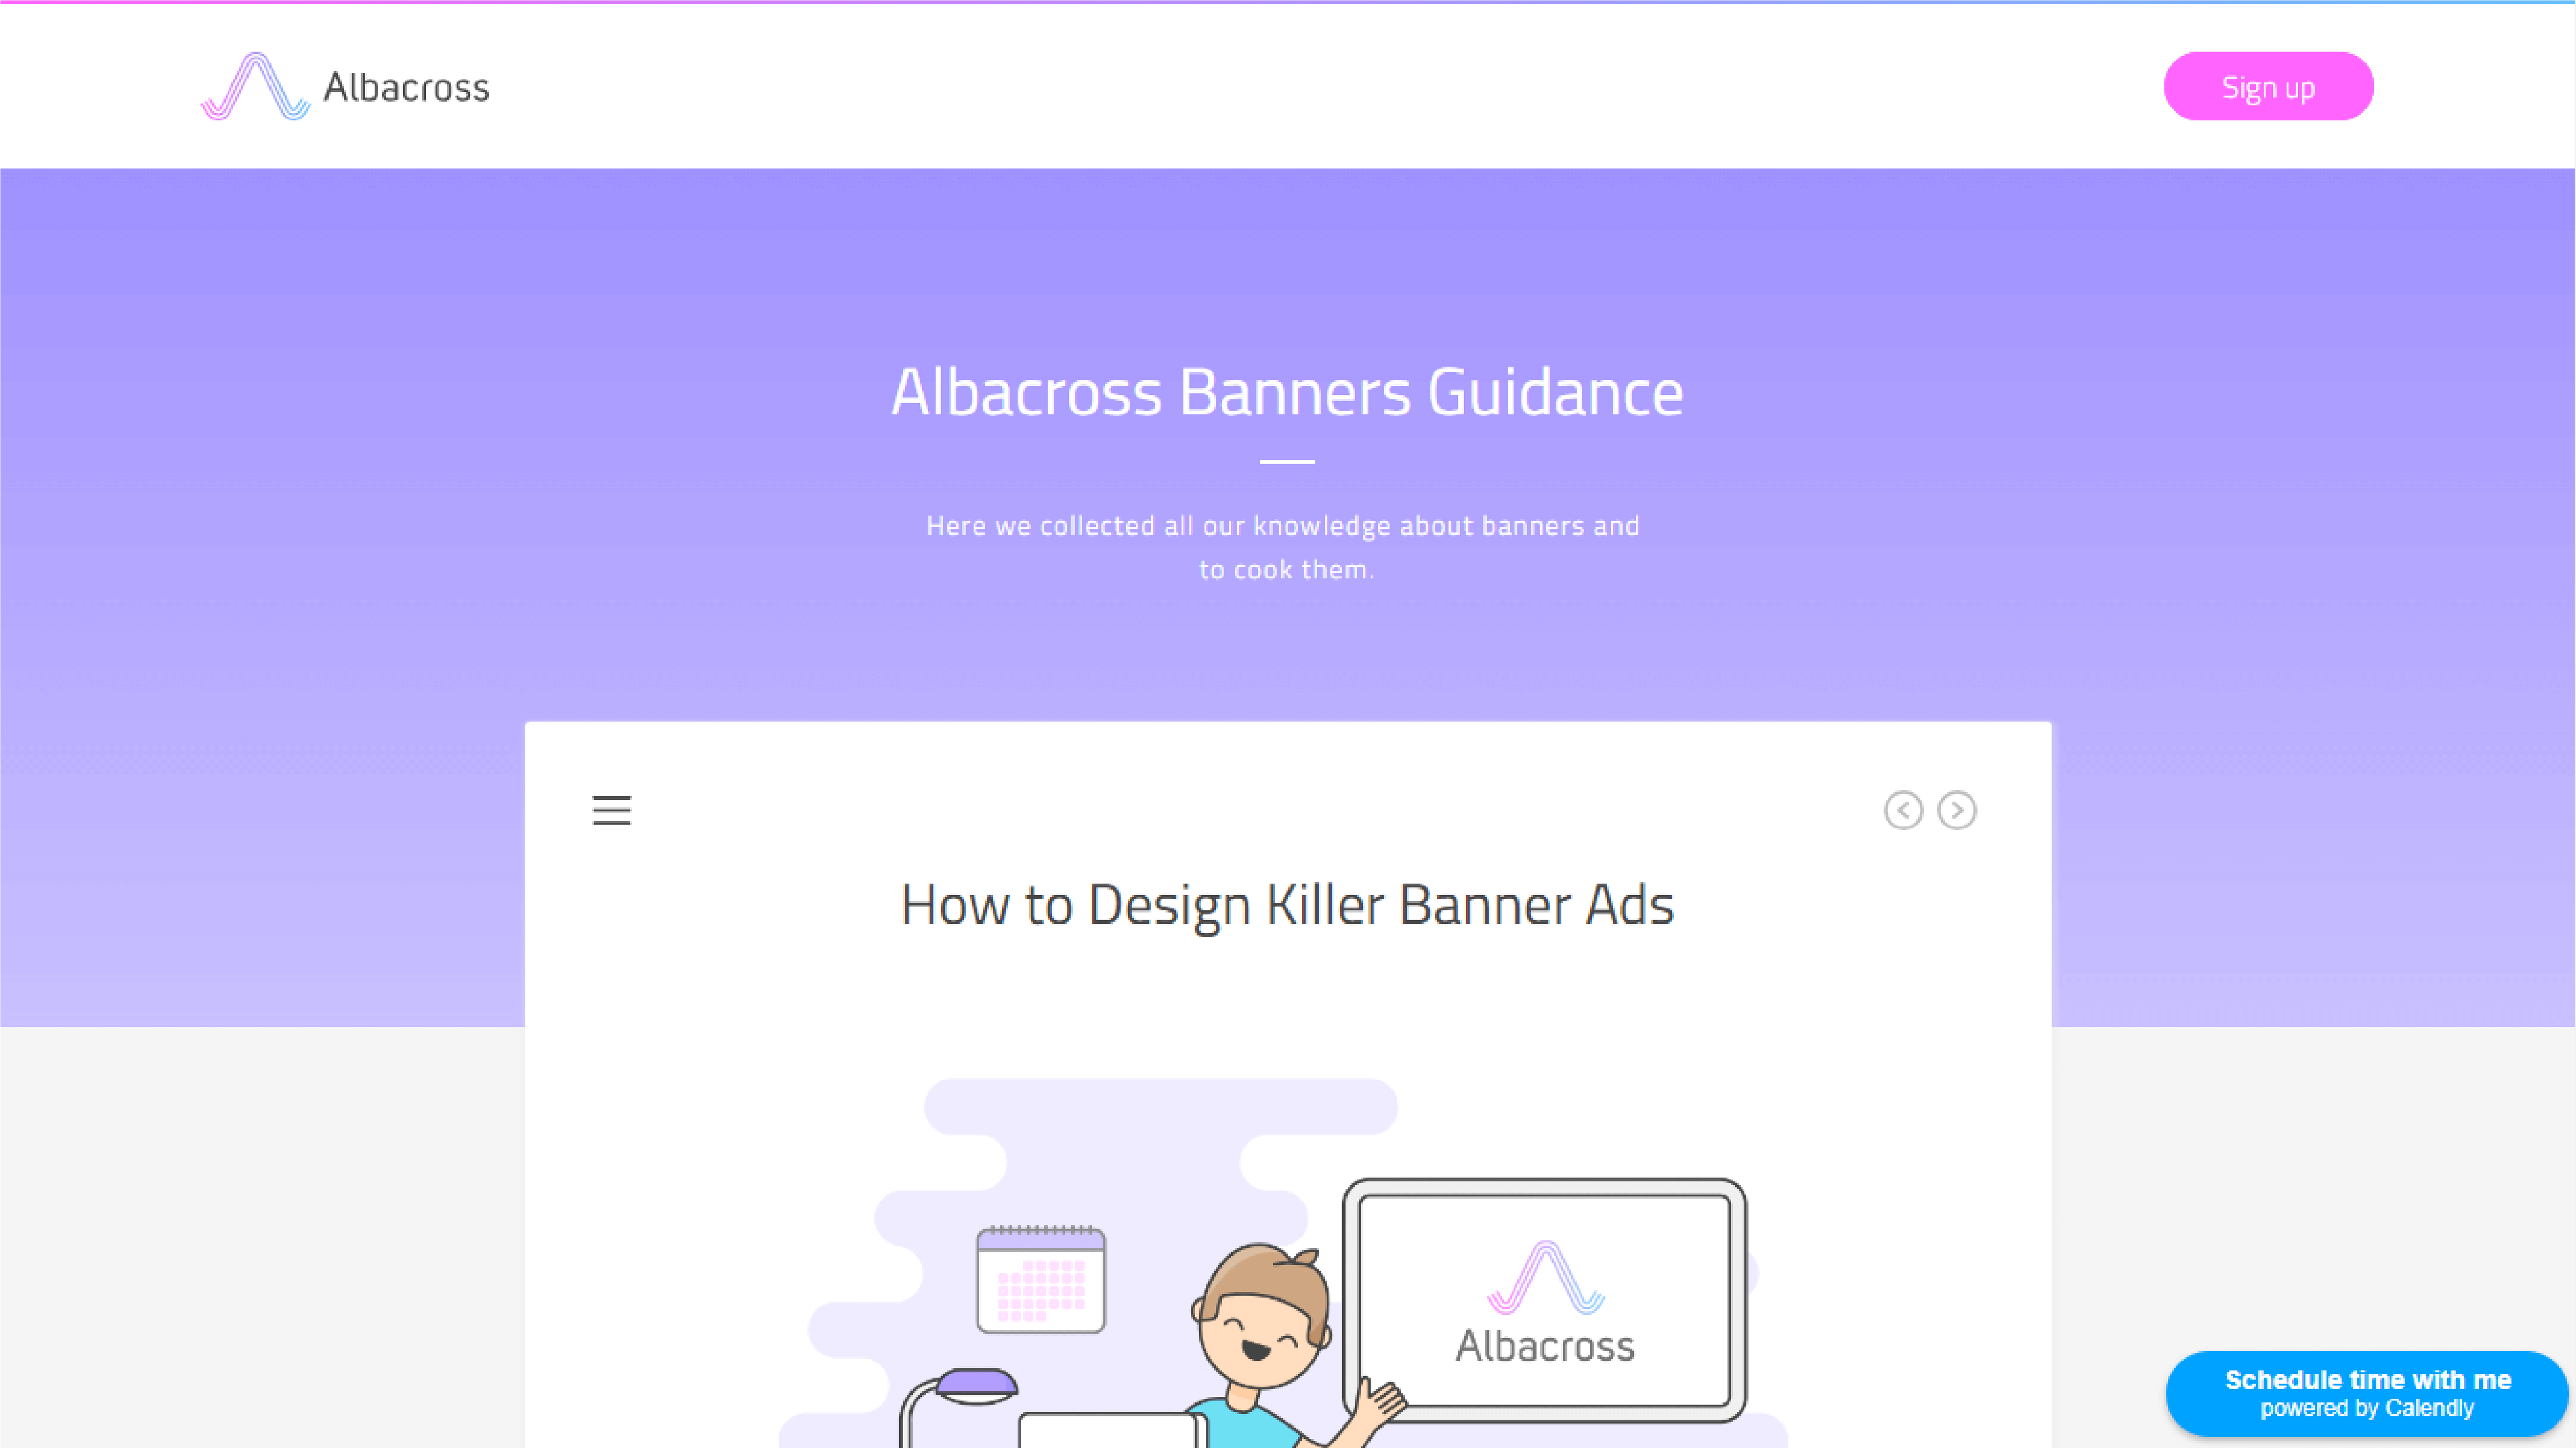 Albacross
Sign up
Albacross Banners Guidance
Here we collected all our knowledge about banners and
to cook them.
How to Design Killer Banner Ads
Albacross
Schedule time with me
powered by Calendly